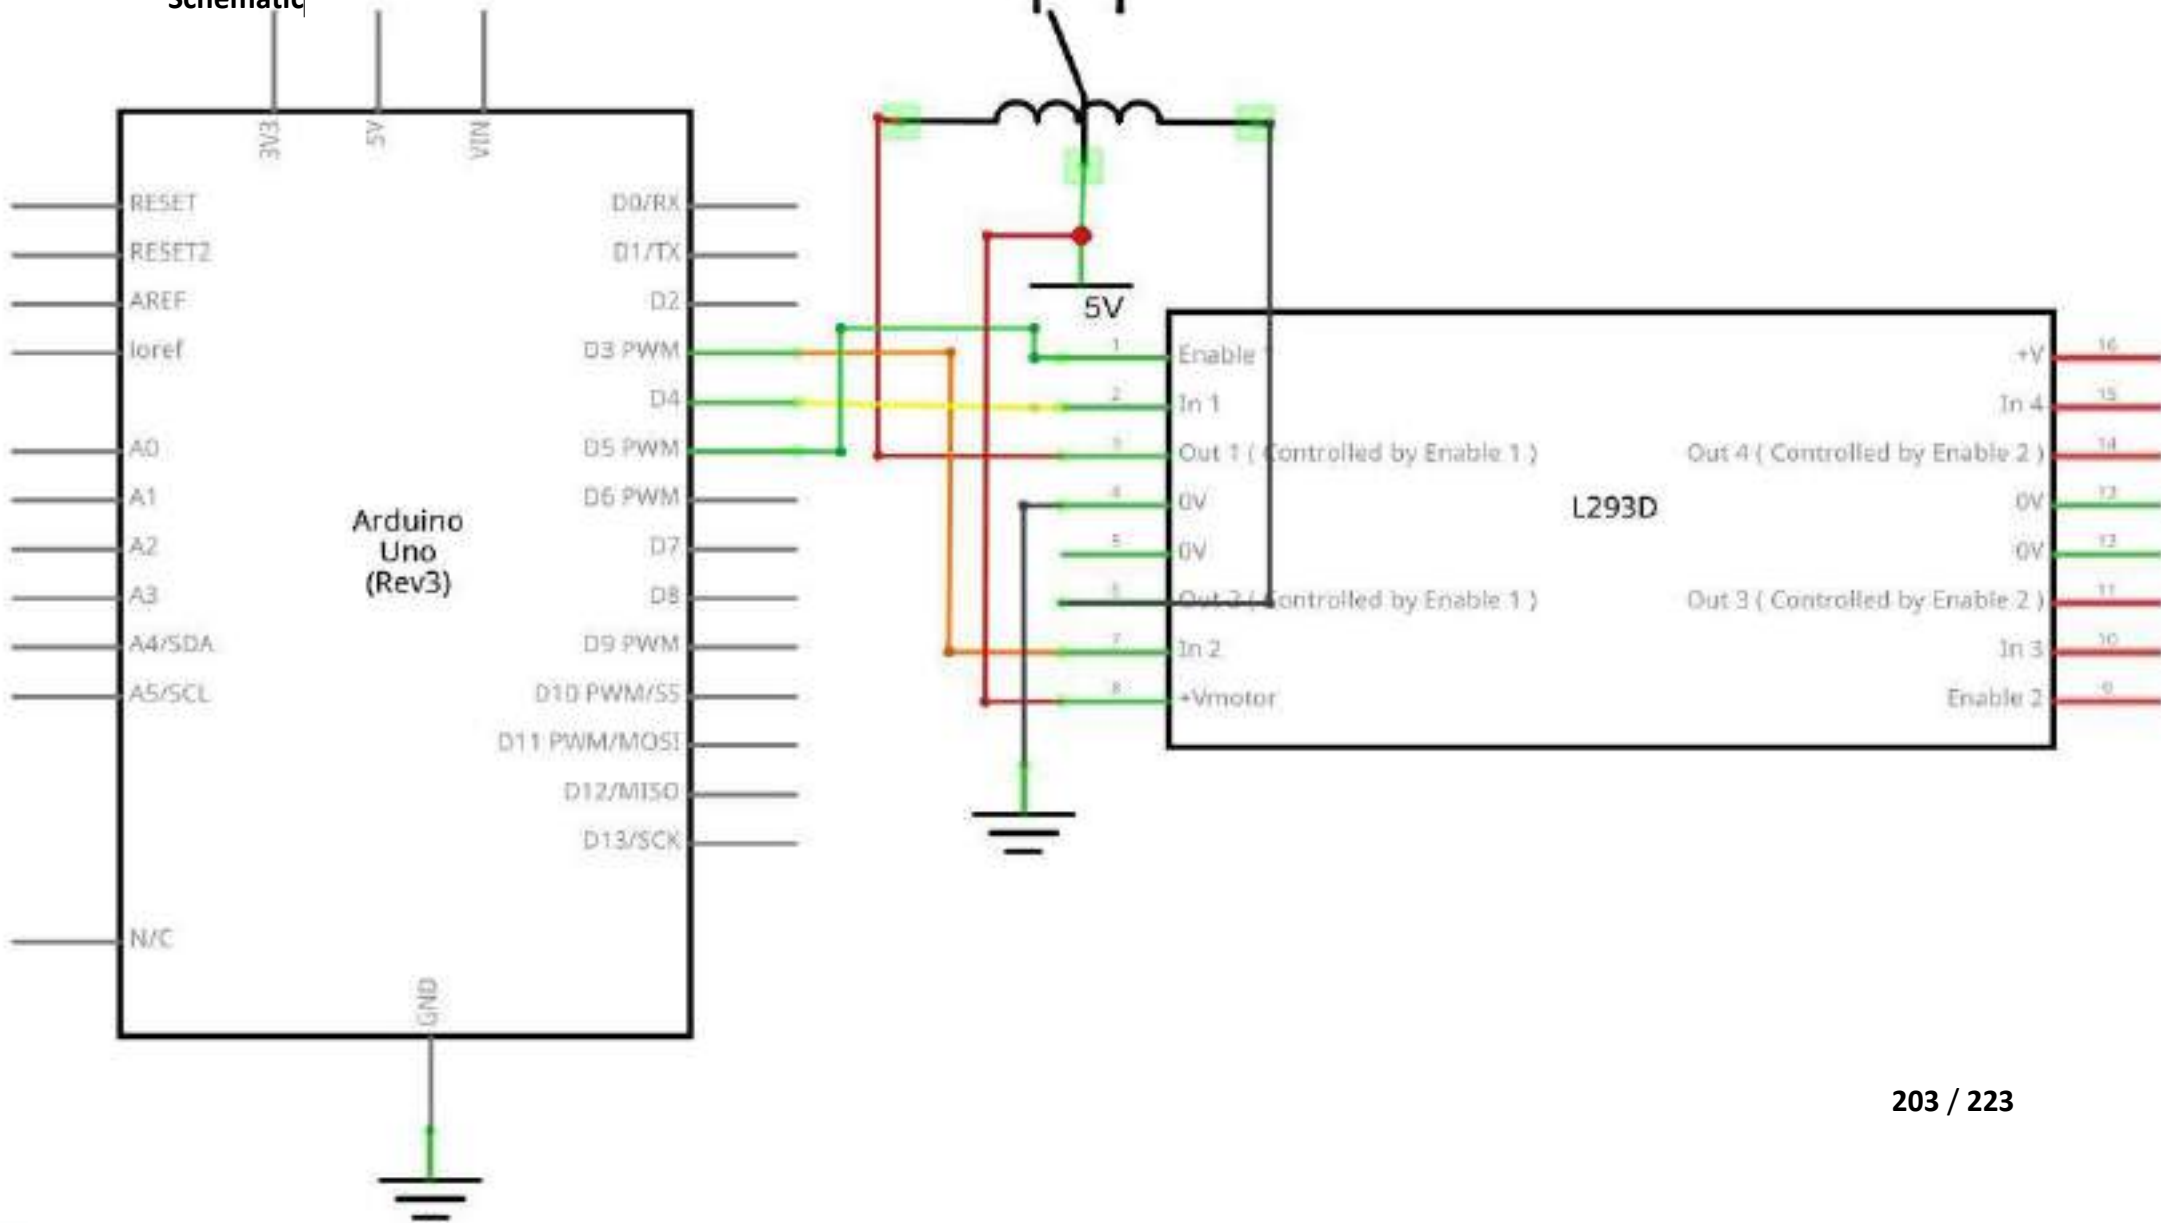 Schematic
3V3
5V
VIN
RESET
RESET2
AREF
ioref
A0
A1
A2
A3
A4/SDA
A5/SCL
N/C
Arduino
Uno
(Rev3)
D0/RX
D1/TX
D2
D3 PWM
D4
D5 PWM
D6 PWM
D7
D8
D9 PWM
D10 PWM/SS
D11 PWM/MOSI
D12/MISO
D13/SCK
GND
5V
1 Enable
2 In 1
3 Out 1 ( Controlled by Enable 1 )
4 0V
5 0V
6 Out 2 ( Controlled by Enable 1 )
7 In 2
8 +Vmotor
L293D
+V 16
In 4 15
Out 4 ( Controlled by Enable 2 ) 14
0V
0V
Out 3 ( Controlled by Enable 2 ) 11
In 3 10
Enable 2 9
203 / 223